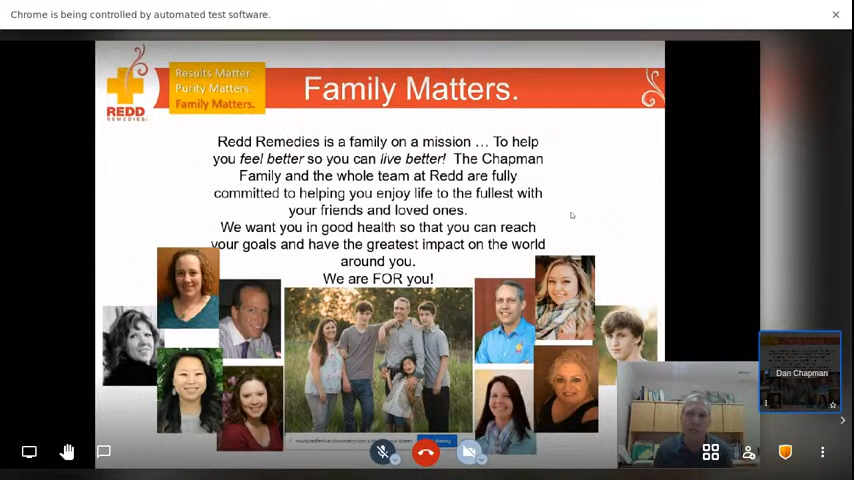 Chrome is being controlled by automated test software.
Results Matter.
Purity Matters.
Family Matters.
REDD
REMEDIES
Family Matters.
Redd Remedies is a family on a mission … To help
you feel better so you can live better! The Chapman
Family and the whole team at Redd are fully
committed to helping you enjoy life to the fullest with
your friends and loved ones.
We want you in good health so that you can reach
your goals and have the greatest impact on the world
around you.
We are FOR you!
Dan Chapman